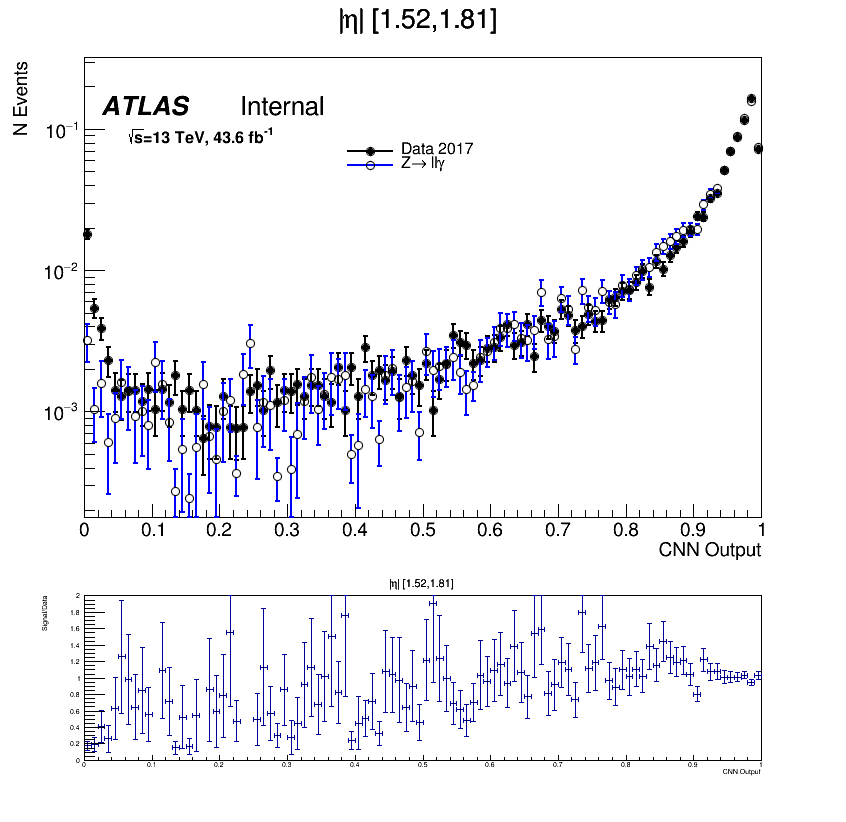 |η| [1.52,1.81]
N Events
ATLAS Internal
√s=13 TeV, 43.6 fb⁻¹
Data 2017
Z→ llγ
10⁻¹
10⁻²
10⁻³
0 0.1 0.2 0.3 0.4 0.5 0.6 0.7 0.8 0.9 1
CNN Output
|η| [1.52,1.81]
Signal/Data
2
1.8
1.6
1.4
1.2
1
0.8
0.6
0.4
0.2
0
0 0.1 0.2 0.3 0.4 0.5 0.6 0.7 0.8 0.9 1
CNN Output